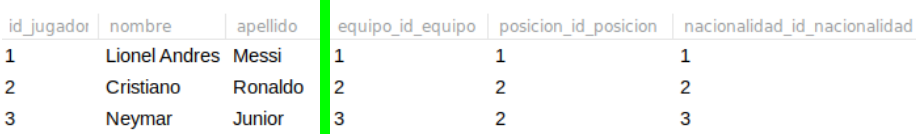 id_jugador nombre apellido equipo_id_equipo posicion_id_posicion nacionalidad_id_nacionalidad
1 Lionel Andres Messi 1 1 1
2 Cristiano Ronaldo 2 2 2
3 Neymar Junior 3 2 3